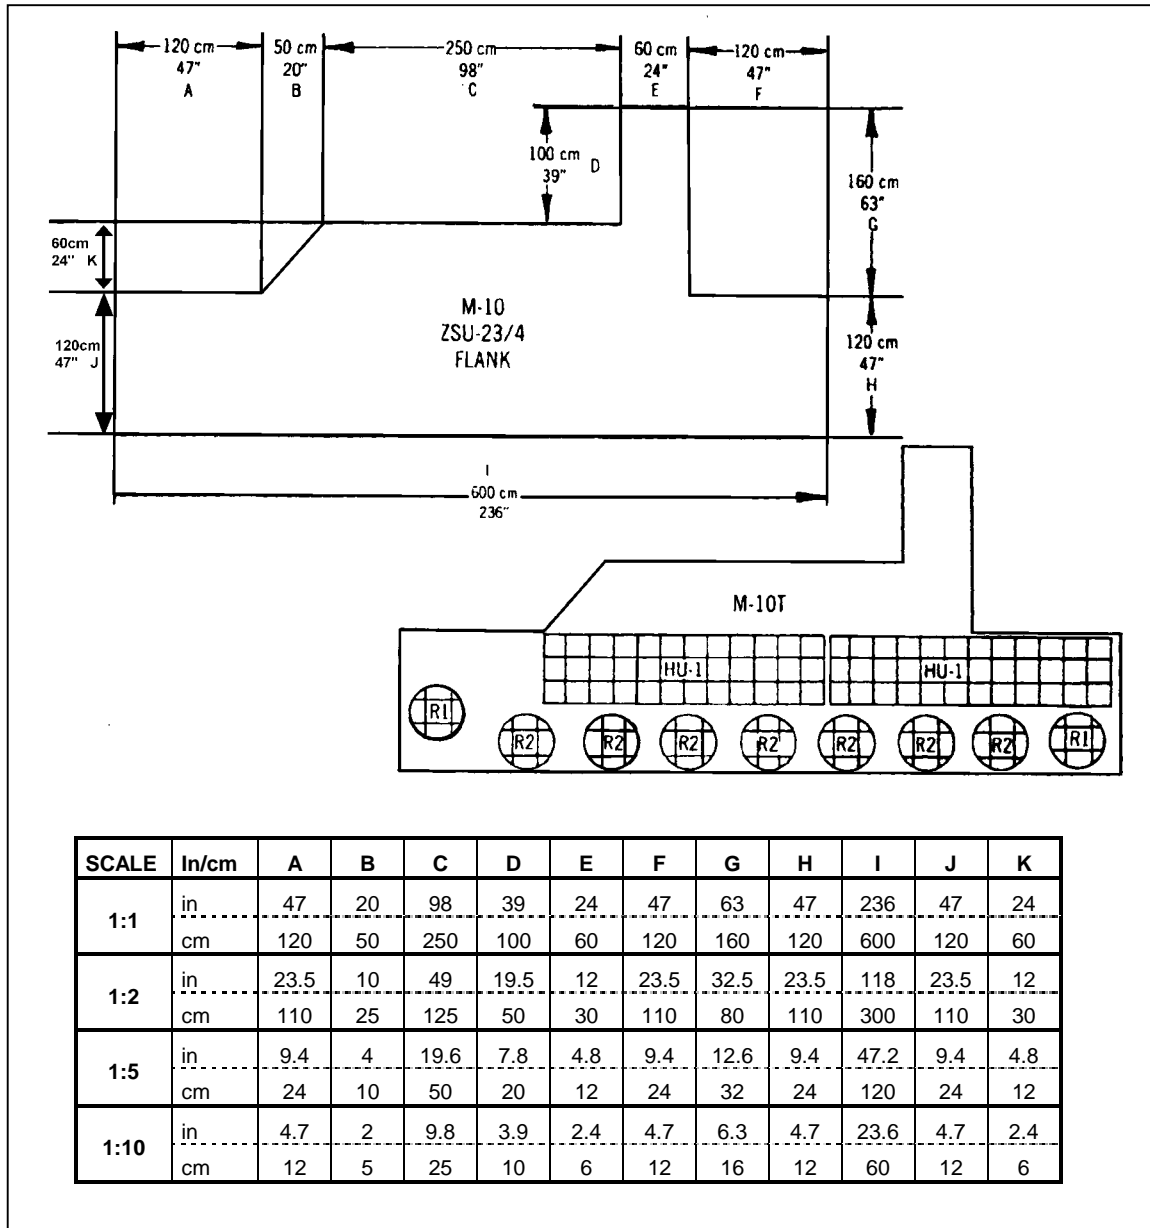 120 cm
47"
A
50 cm
20"
B
250 cm
98"
C
60 cm
24"
E
120 cm
47"
F
100 cm
39" D
160 cm
63"
G
60cm
24" K
M-10
ZSU-23/4
FLANK
120cm
47" J
120 cm
47"
H
I
600 cm
236"
M-10T
HU-1 HU-1
R1
R2 R2 R2 R2 R2 R2 R2 R1
SCALE In/cm A B C D E F G H I J K
1:1
in 47 20 98 39 24 47 63 47 236 47 24
cm 120 50 250 100 60 120 160 120 600 120 60
1:2
in 23.5 10 49 19.5 12 23.5 32.5 23.5 118 23.5 12
cm 110 25 125 50 30 110 80 110 300 110 30
1:5
in 9.4 4 19.6 7.8 4.8 9.4 12.6 9.4 47.2 9.4 4.8
cm 24 10 50 20 12 24 32 24 120 24 12
1:10
in 4.7 2 9.8 3.9 2.4 4.7 6.3 4.7 23.6 4.7 2.4
cm 12 5 25 10 6 12 16 12 60 12 6